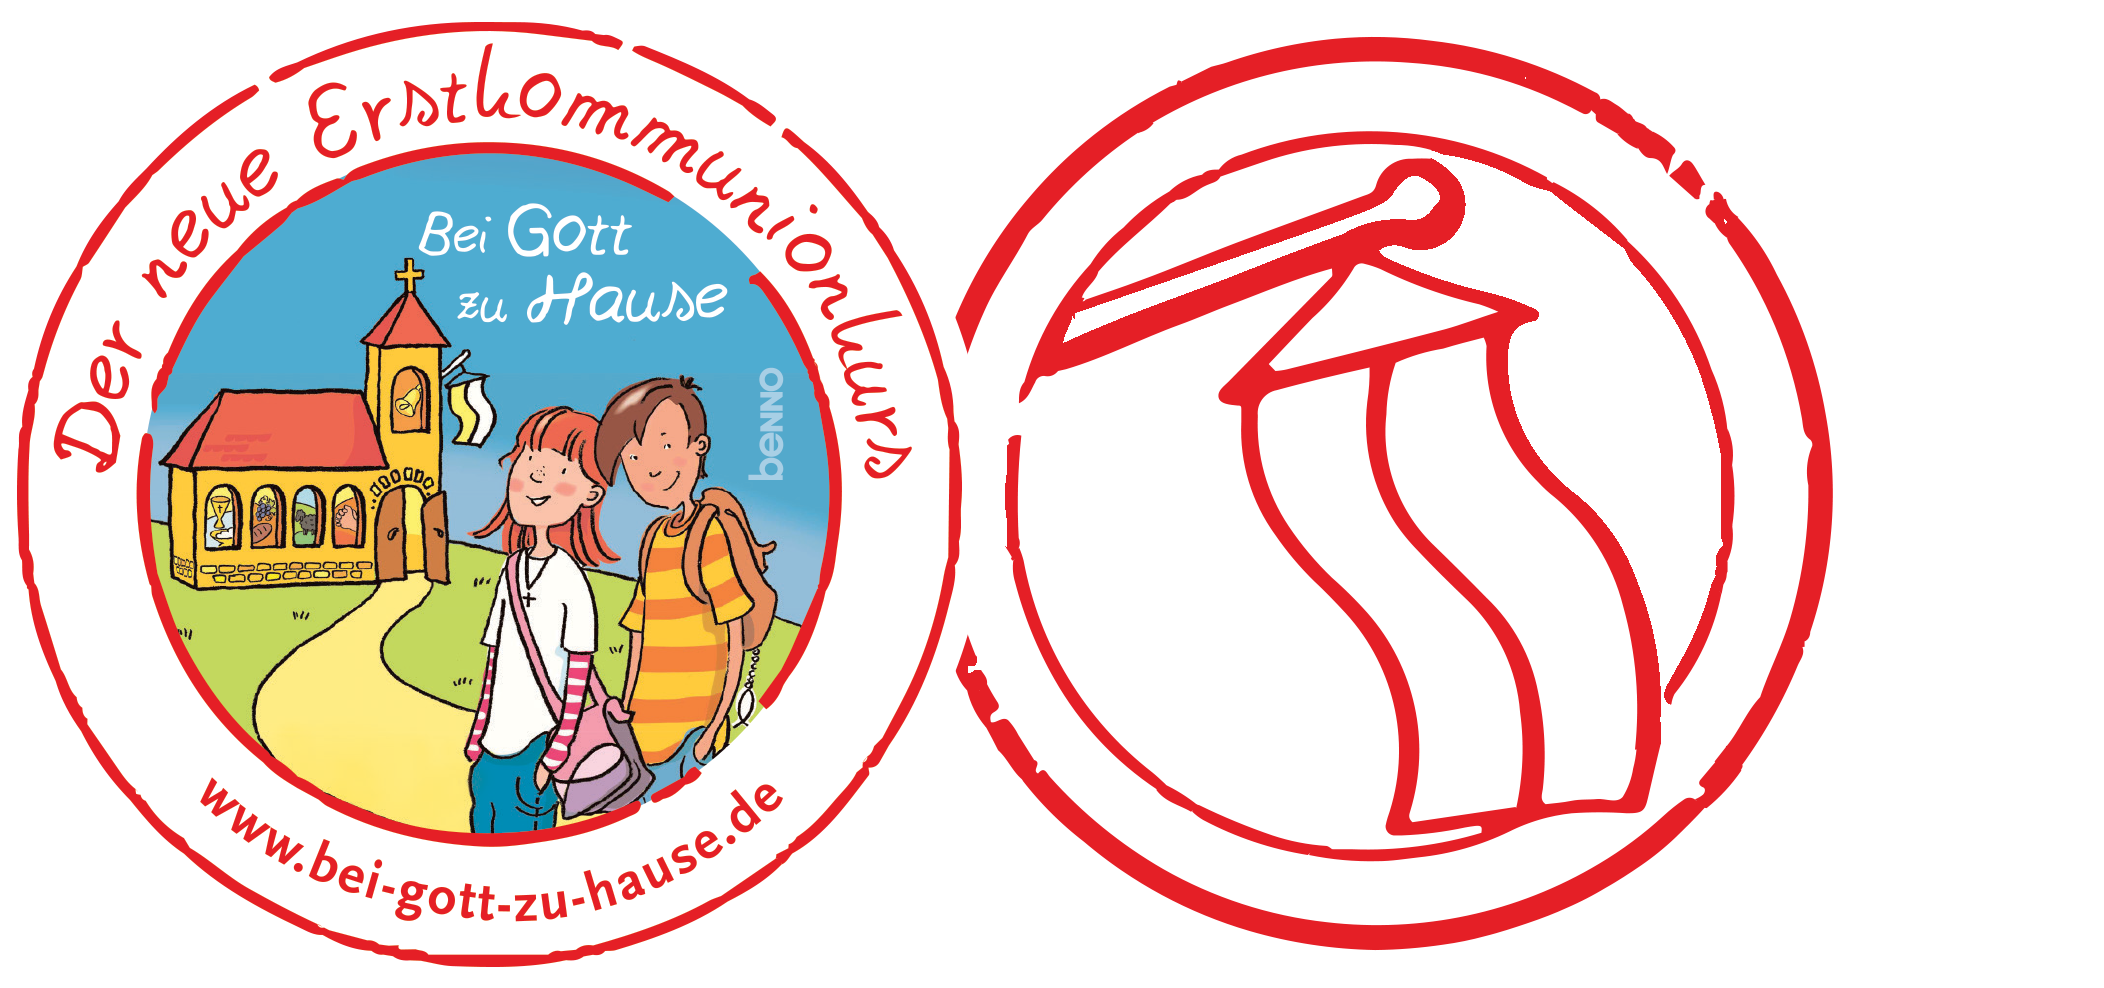 Der neue Erstkommunionkurs
Bei Gott
zu Hause
benno
www.bei-gott-zu-hause.de